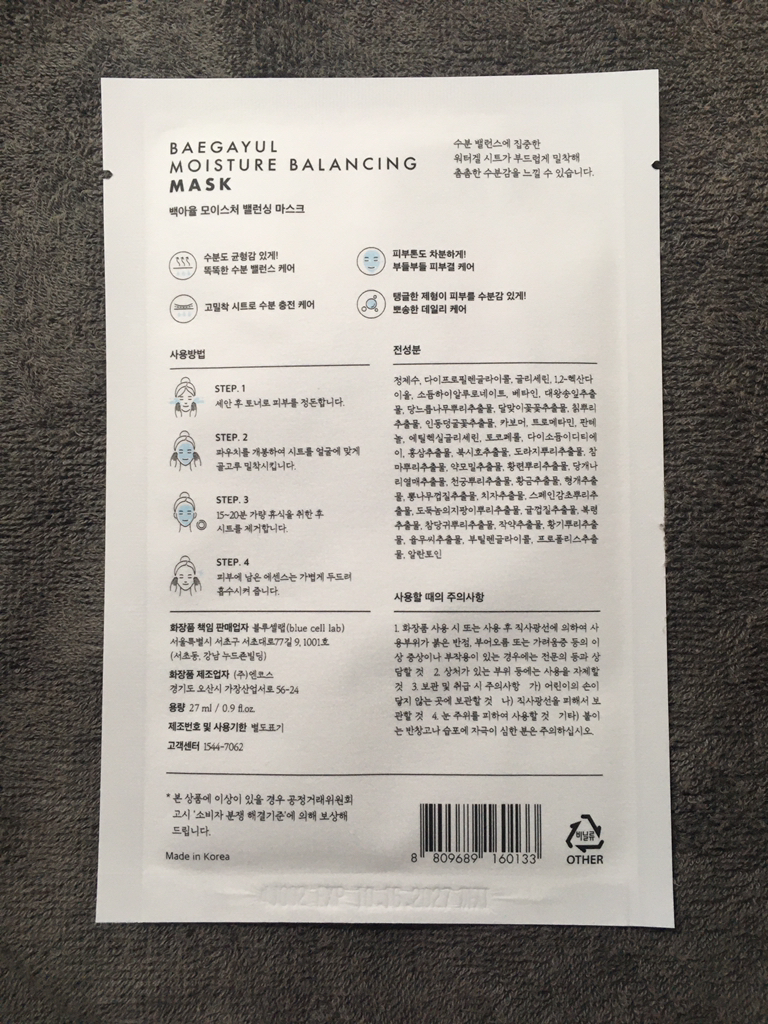 BAEGAYUL
MOISTURE BALANCING
MASK
백아율 모이스처 밸런싱 마스크
수분 밸런스에 집중한
워터겔 시트가 부드럽게 밀착해
촘촘한 수분감을 느낄 수 있습니다.
수분도 균형감 있게!
똑똑한 수분 밸런스 케어
피부톤도 차분하게!
부들부들 피부결 케어
고밀착 시트로 수분 충전 케어
탱글한 제형이 피부를 수분감 있게!
뽀송한 데일리 케어
사용방법
STEP. 1
세안 후 토너로 피부를 정돈합니다.
STEP. 2
파우치를 개봉하여 시트를 얼굴에 맞게
골고루 밀착시킵니다.
STEP. 3
15~20분 가량 휴식을 취한 후
시트를 제거합니다.
STEP. 4
피부에 남은 에센스는 가볍게 두드려
흡수시켜 줍니다.
전성분
정제수, 다이프로필렌글라이콜, 글리세린, 1,2-헥산다
이올, 소듐하이알루로네이트, 베타인, 대왕송잎추출
물, 당느릅나무뿌리추출물, 달맞이꽃꽃추출물, 칡뿌리
추출물, 인동덩굴꽃추출물, 카보머, 트로메타민, 판테
놀, 에틸헥실글리세린, 토코페롤, 다이소듐이디티에
이, 홍삼추출물, 북시호추출물, 도라지뿌리추출물, 참
마뿌리추출물, 약모밀추출물, 황련뿌리추출물, 당개나
리열매추출물, 천궁뿌리추출물, 황금추출물, 형개추출
물, 뽕나무껍질추출물, 치자추출물, 스페인감초뿌리추
출물, 도둑놈의지팡이뿌리추출물, 귤껍질추출물, 복령
추출물, 참당귀뿌리추출물, 작약추출물, 황기뿌리추출
물, 율무씨추출물, 부틸렌글라이콜, 프로폴리스추출
물, 알란토인
사용할 때의 주의사항
1. 화장품 사용 시 또는 사용 후 직사광선에 의하여 사
용부위가 붉은 반점, 부어오름 또는 가려움증 등의 이
상 증상이나 부작용이 있는 경우에는 전문의 등과 상
담할 것 2. 상처가 있는 부위 등에는 사용을 자제할
것 3. 보관 및 취급 시 주의사항 가) 어린이의 손이
닿지 않는 곳에 보관할 것 나) 직사광선을 피해서 보
관할 것 4. 눈 주위를 피하여 사용할 것 기타) 붙이
는 반창고나 습포에 자극이 심한 분은 주의하십시오.
화장품 책임 판매업자 블루셀랩(blue cell lab)
서울특별시 서초구 서초대로77길 9, 1001호
(서초동, 강남 누드죤빌딩)
화장품 제조업자 (주)엔코스
경기도 오산시 가장산업서로 56-24
용량 27 ml / 0.9 fl.oz.
제조번호 및 사용기한 별도표기
고객센터 1544-7062
* 본 상품에 이상이 있을 경우 공정거래위원회
고시 '소비자 분쟁 해결기준'에 의해 보상해
드립니다.
Made in Korea
8 809689 160133
비닐류
OTHER